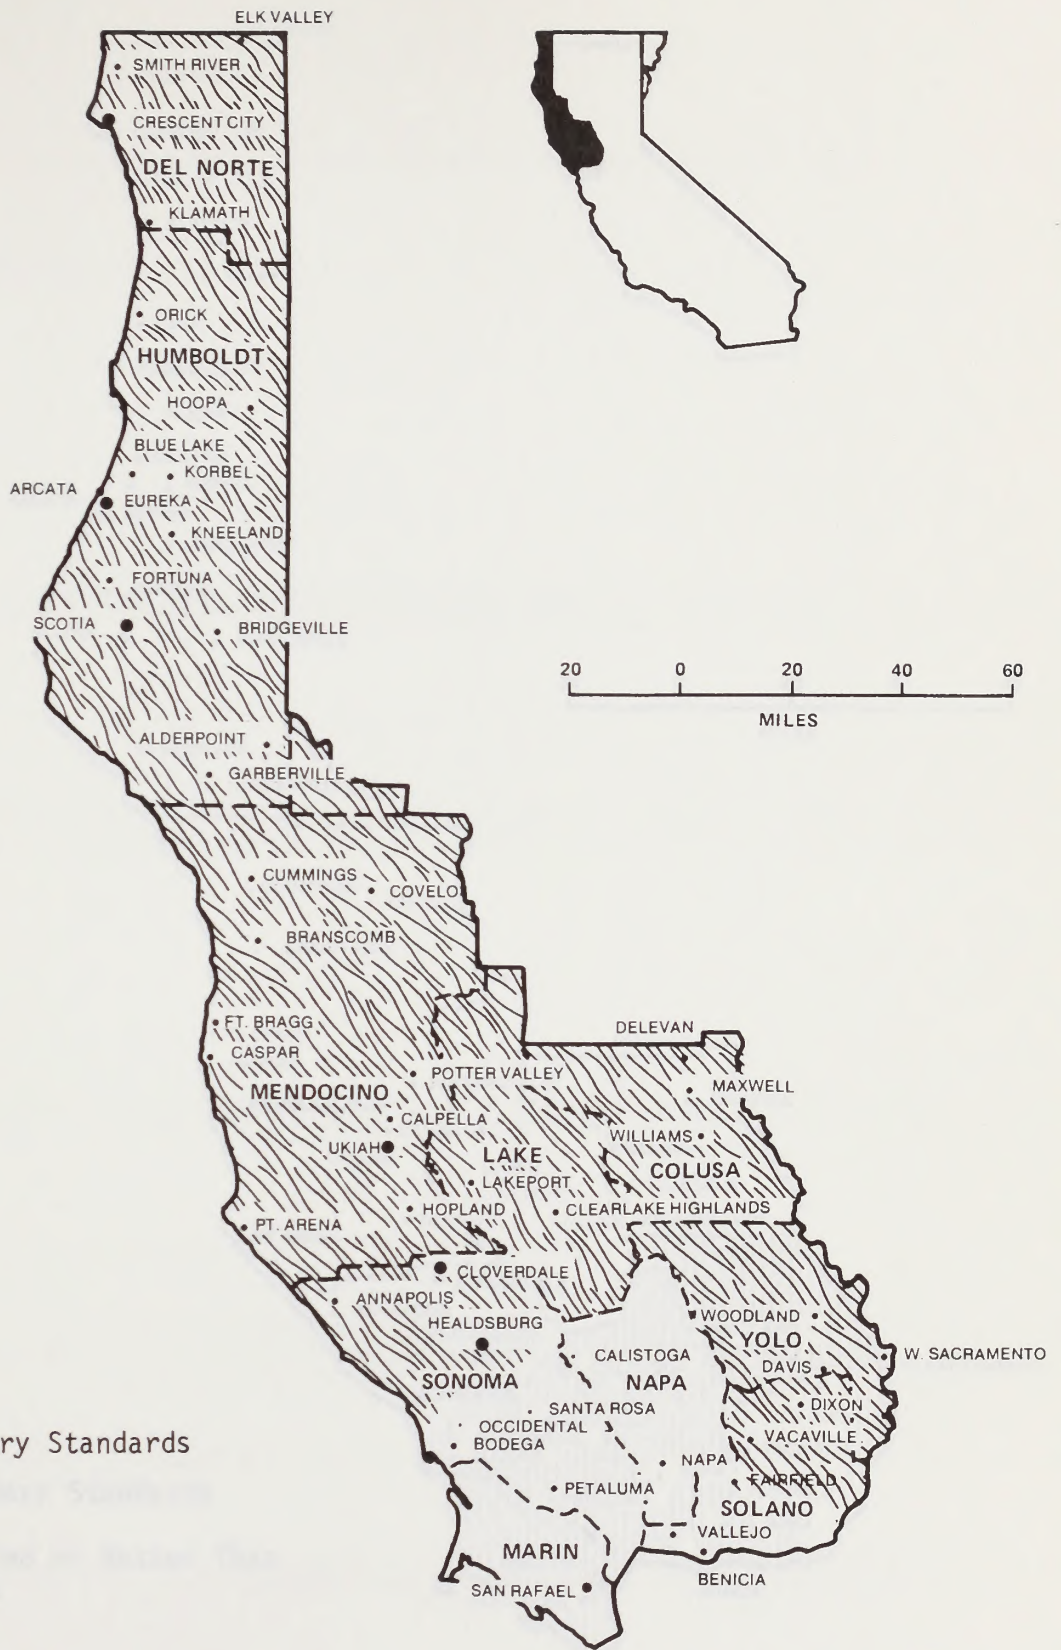 ELK VALLEY
SMITH RIVER
CRESCENT CITY
DEL NORTE
KLAMATH
ORICK
HUMBOLDT
HOOPA
BLUE LAKE
KORBEL
ARCATA
EUREKA
KNEELAND
FORTUNA
SCOTIA
BRIDGEVILLE
20 0 20 40 60
MILES
ALDERPOINT
GARBERVILLE
CUMMINGS
COVELO
BRANSCOMB
FT. BRAGG
DELEVAN
CASPAR
POTTER VALLEY
MAXWELL
MENDOCINO
CALPELLA
WILLIAMS
UKIAH
LAKE
COLUSA
LAKEPORT
HOPLAND
CLEARLAKE HIGHLANDS
PT. ARENA
CLOVERDALE
ANNAPOLIS
HEALDSBURG
WOODLAND
YOLO
CALISTOGA
W. SACRAMENTO
DAVIS
SONOMA
NAPA
DIXON
SANTA ROSA
OCCIDENTAL
VACAVILLE
BODEGA
ry Standards
NAPA
FAIRFIELD
PETALUMA
SOLANO
VALLEJO
MARIN
BENICIA
SAN RAFAEL